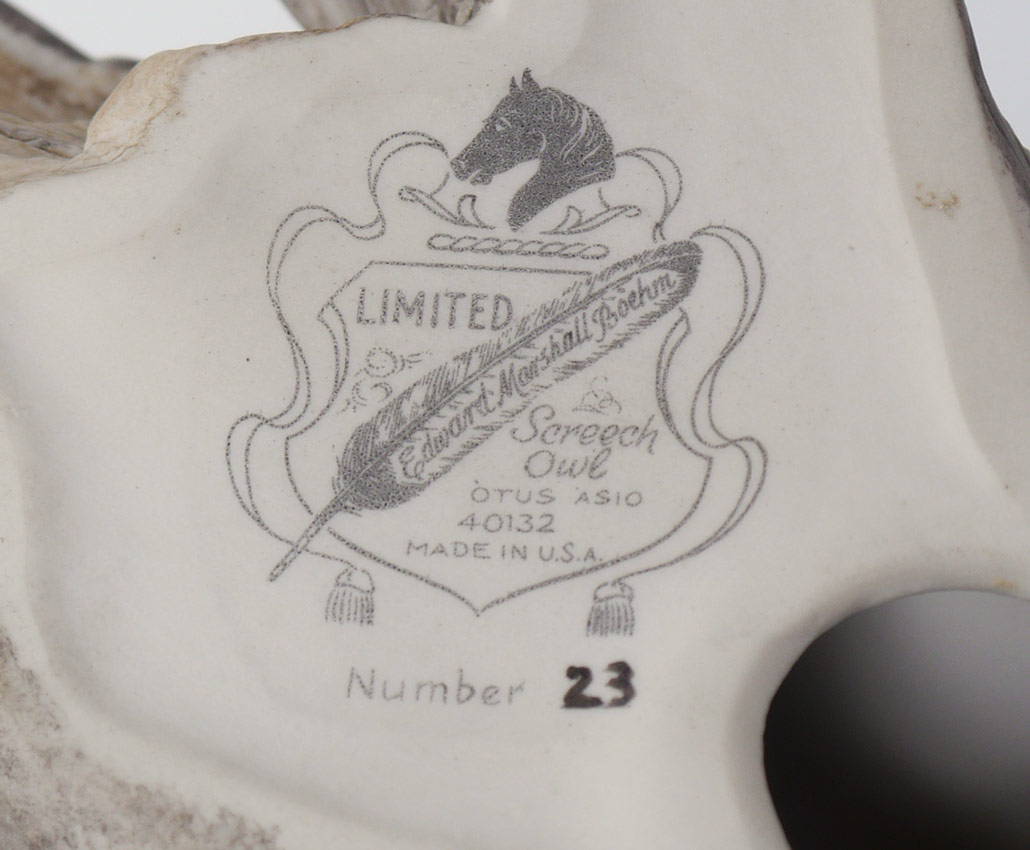 LIMITED
Edward Marshall Boehm
Screech
Owl
OTUS ASIO
40132
MADE IN U.S.A.
Number 23